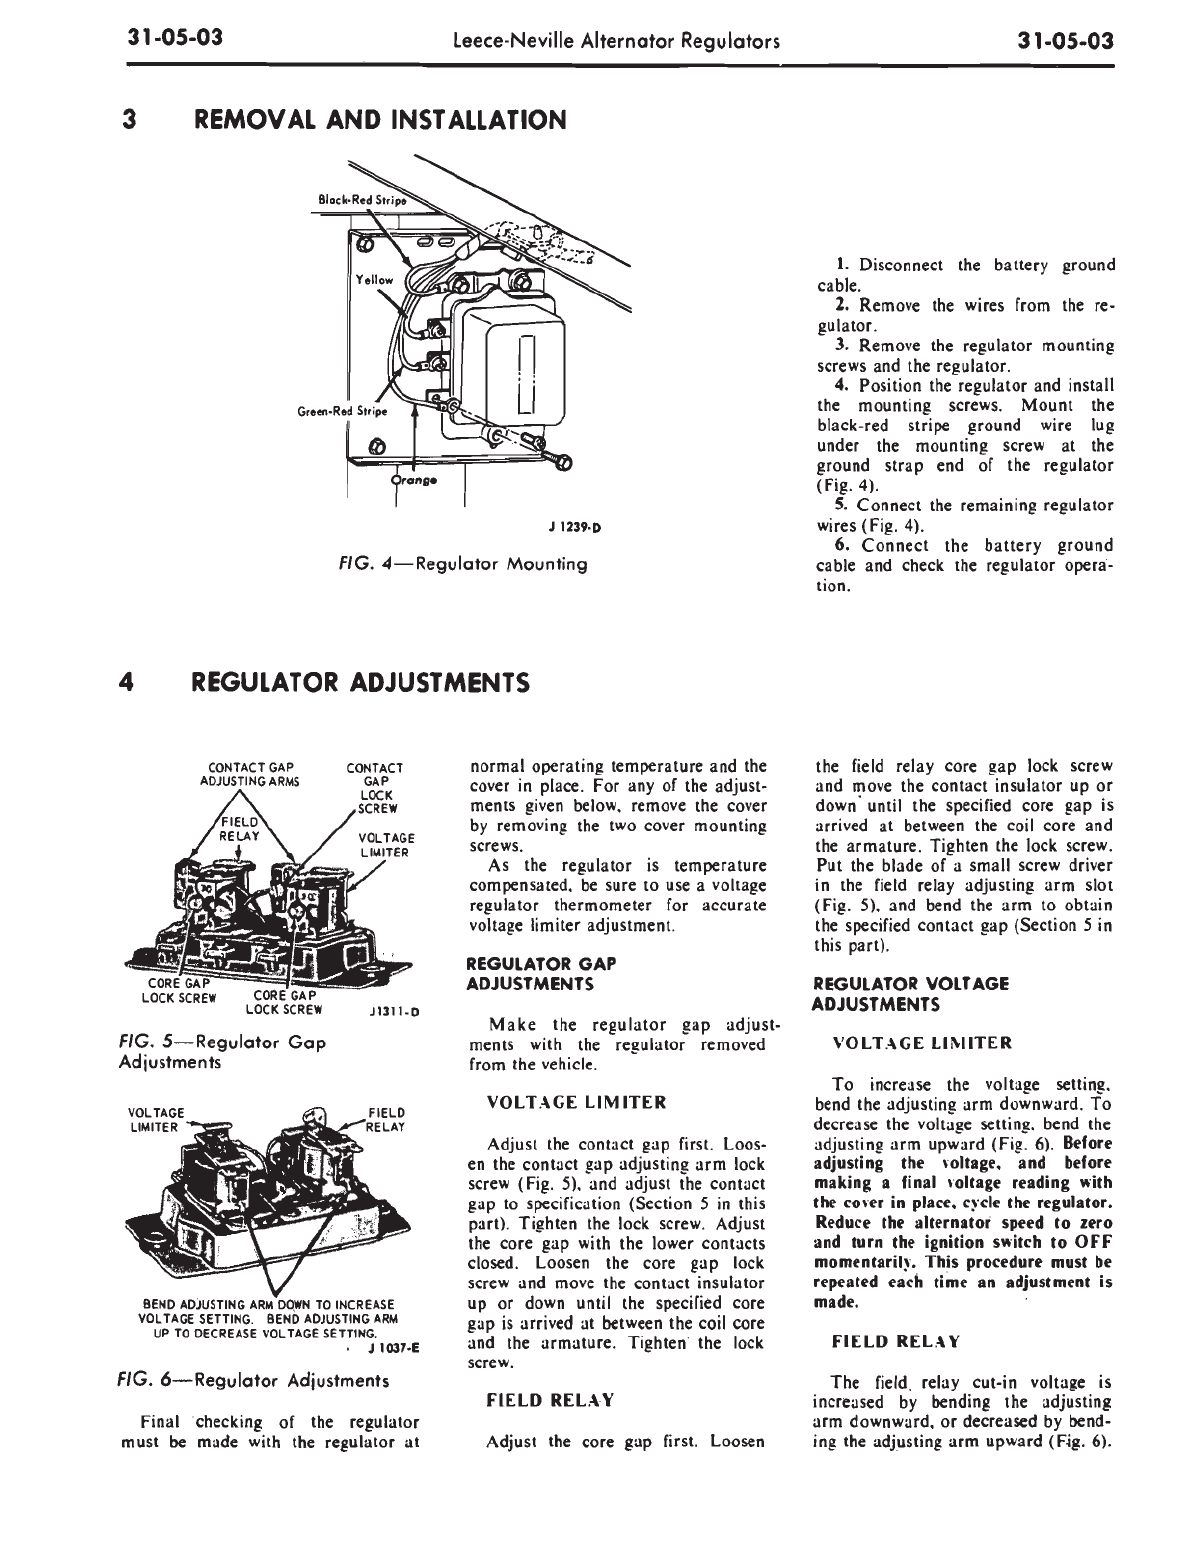 31-05-03
Leece-Neville Alternator Regulators
31-05-03
3 REMOVAL AND INSTALLATION
Black-Red Stripe
Yellow
Green-Red Stripe
Orange
J 1239-D
FIG. 4—Regulator Mounting
1. Disconnect the battery ground
cable.
2. Remove the wires from the re-
gulator.
3. Remove the regulator mounting
screws and the regulator.
4. Position the regulator and install
the mounting screws. Mount the
black-red stripe ground wire lug
under the mounting screw at the
ground strap end of the regulator
(Fig. 4).
5. Connect the remaining regulator
wires (Fig. 4).
6. Connect the battery ground
cable and check the regulator opera-
tion.
4 REGULATOR ADJUSTMENTS
CONTACT GAP
ADJUSTING ARMS
CONTACT
GAP
LOCK
SCREW
FIELD
RELAY
VOLTAGE
LIMITER
CORE GAP
LOCK SCREW
CORE GAP
LOCK SCREW
J1311-D
FIG. 5—Regulator Gap
Adjustments
VOLTAGE
LIMITER
FIELD
RELAY
BEND ADJUSTING ARM DOWN TO INCREASE
VOLTAGE SETTING. BEND ADJUSTING ARM
UP TO DECREASE VOLTAGE SETTING.
J 1037-E
FIG. 6—Regulator Adjustments
Final checking of the regulator
must be made with the regulator at
normal operating temperature and the
cover in place. For any of the adjust-
ments given below, remove the cover
by removing the two cover mounting
screws.
As the regulator is temperature
compensated, be sure to use a voltage
regulator thermometer for accurate
voltage limiter adjustment.
REGULATOR GAP
ADJUSTMENTS
Make the regulator gap adjust-
ments with the regulator removed
from the vehicle.
VOLTAGE LIMITER
Adjust the contact gap first. Loos-
en the contact gap adjusting arm lock
screw (Fig. 5), and adjust the contact
gap to specification (Section 5 in this
part). Tighten the lock screw. Adjust
the core gap with the lower contacts
closed. Loosen the core gap lock
screw and move the contact insulator
up or down until the specified core
gap is arrived at between the coil core
and the armature. Tighten the lock
screw.
FIELD RELAY
Adjust the core gap first. Loosen
the field relay core gap lock screw
and move the contact insulator up or
down until the specified core gap is
arrived at between the coil core and
the armature. Tighten the lock screw.
Put the blade of a small screw driver
in the field relay adjusting arm slot
(Fig. 5), and bend the arm to obtain
the specified contact gap (Section 5 in
this part).
REGULATOR VOLTAGE
ADJUSTMENTS
VOLTAGE LIMITER
To increase the voltage setting,
bend the adjusting arm downward. To
decrease the voltage setting, bend the
adjusting arm upward (Fig. 6). Before
adjusting the voltage, and before
making a final voltage reading with
the cover in place, cycle the regulator.
Reduce the alternator speed to zero
and turn the ignition switch to OFF
momentarily. This procedure must be
repeated each time an adjustment is
made.
FIELD RELAY
The field relay cut-in voltage is
increased by bending the adjusting
arm downward, or decreased by bend-
ing the adjusting arm upward (Fig. 6).